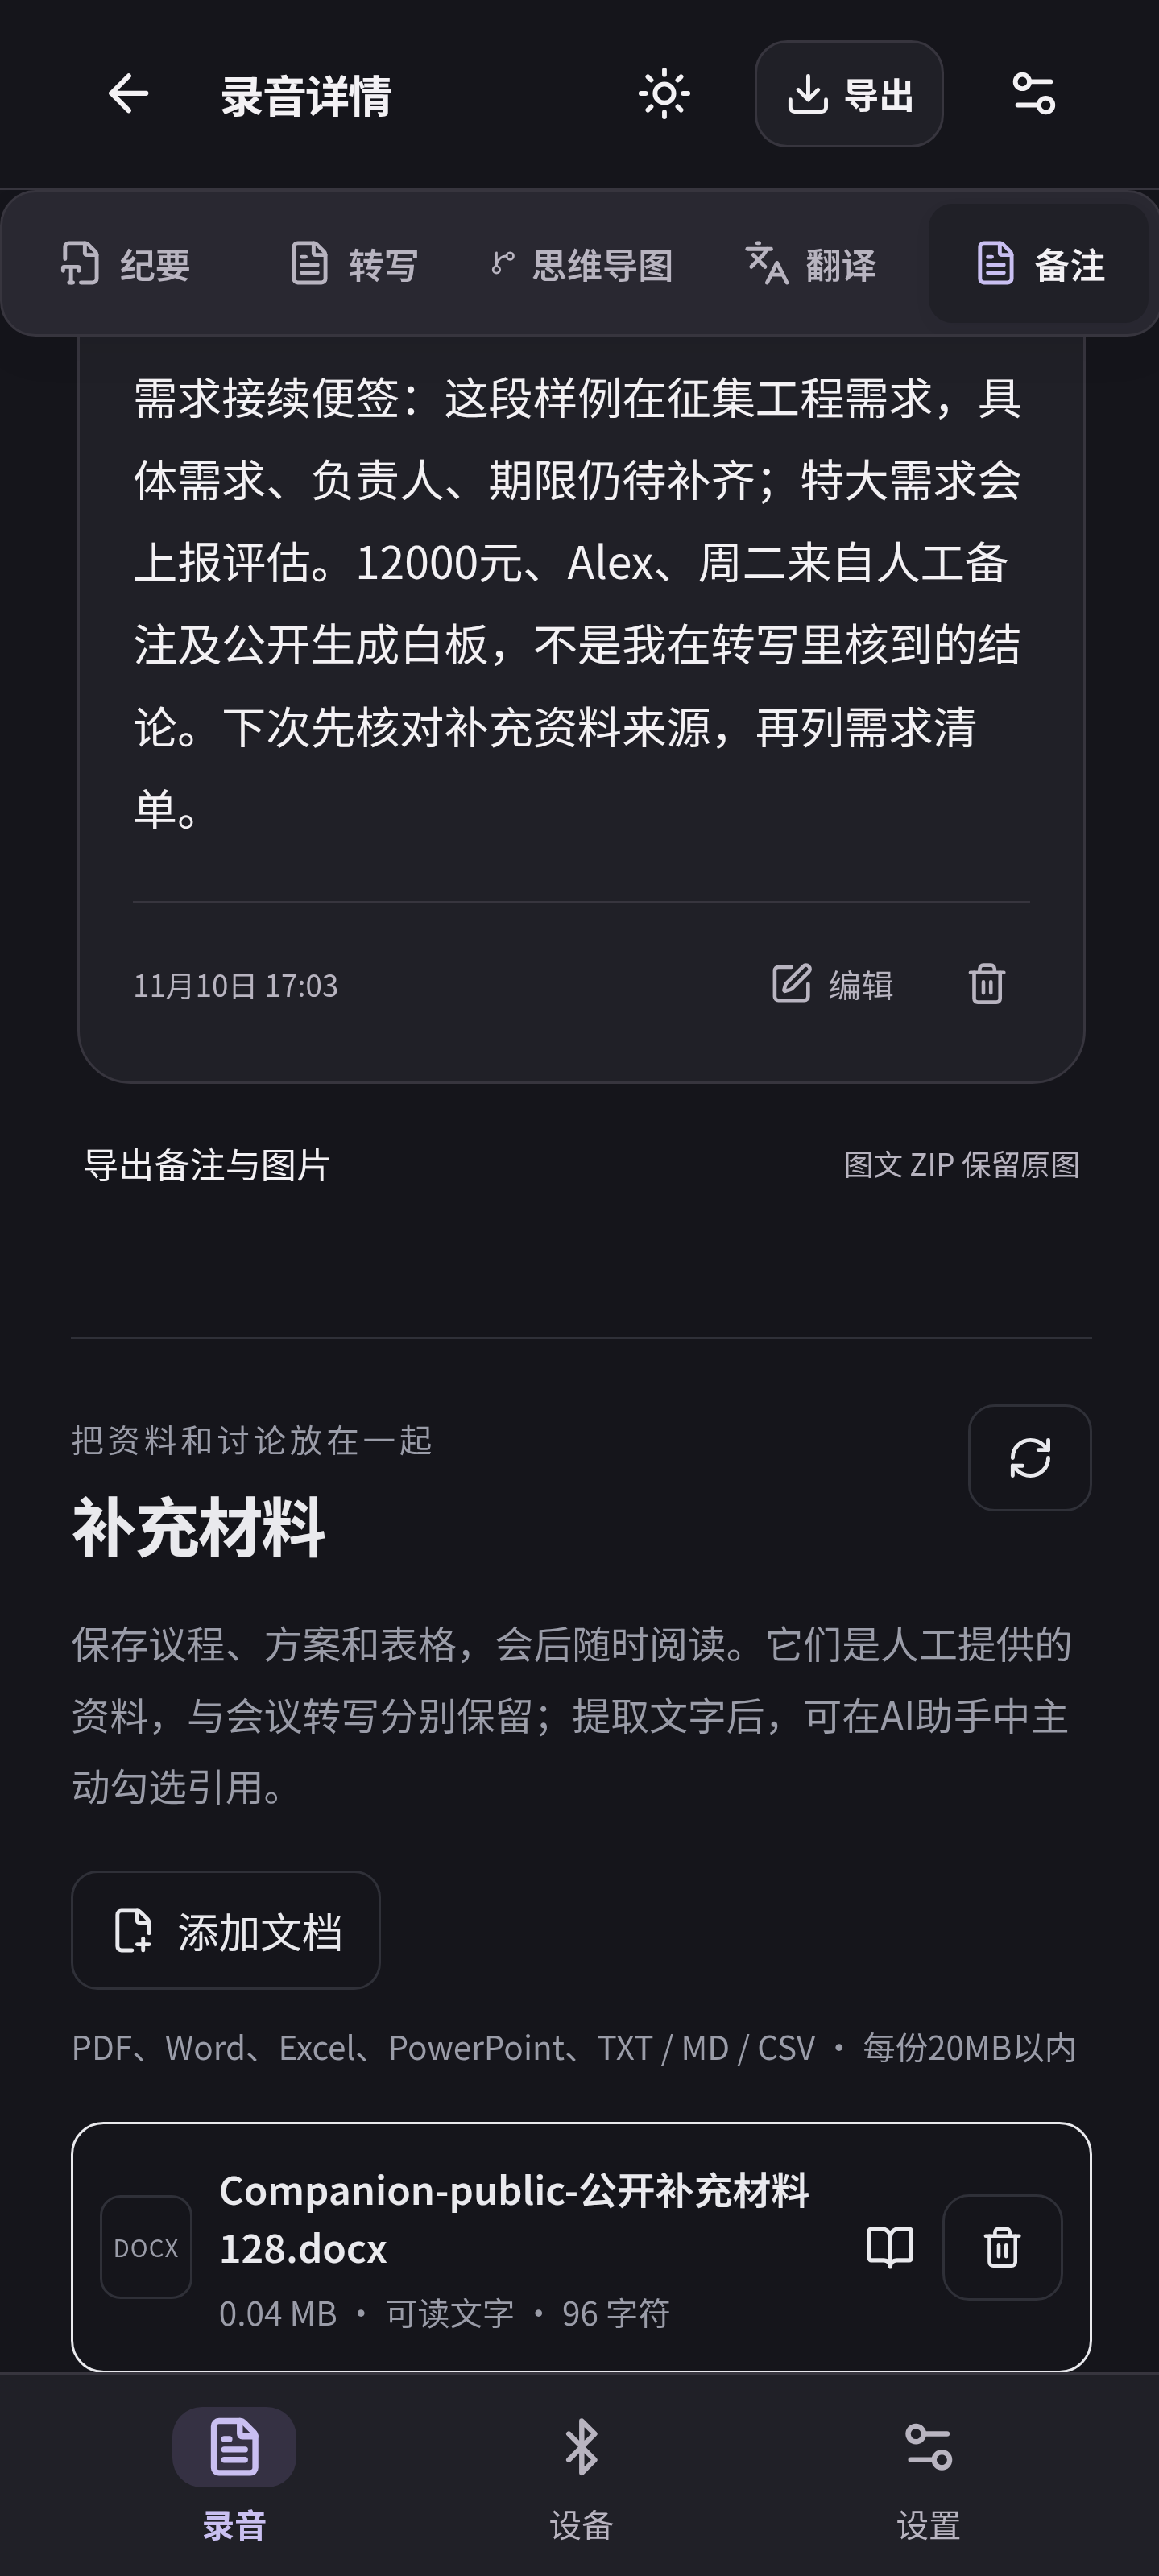 录音详情
导出
纪要
转写
思维导图
翻译
备注
需求接续便签：这段样例在征集工程需求，具
体需求、负责人、期限仍待补齐；特大需求会
上报评估。12000元、Alex、周二来自人工备
注及公开生成白板，不是我在转写里核到的结
论。下次先核对补充资料来源，再列需求清
单。
11月10日 17:03
编辑
导出备注与图片
图文 ZIP 保留原图
把资料和讨论放在一起
补充材料
保存议程、方案和表格，会后随时阅读。它们是人工提供的
资料，与会议转写分别保留；提取文字后，可在AI助手中主
动勾选引用。
添加文档
PDF、Word、Excel、PowerPoint、TXT / MD / CSV · 每份20MB以内
DOCX
Companion-public-公开补充材料
128.docx
0.04 MB · 可读文字 · 96 字符
录音
设备
设置